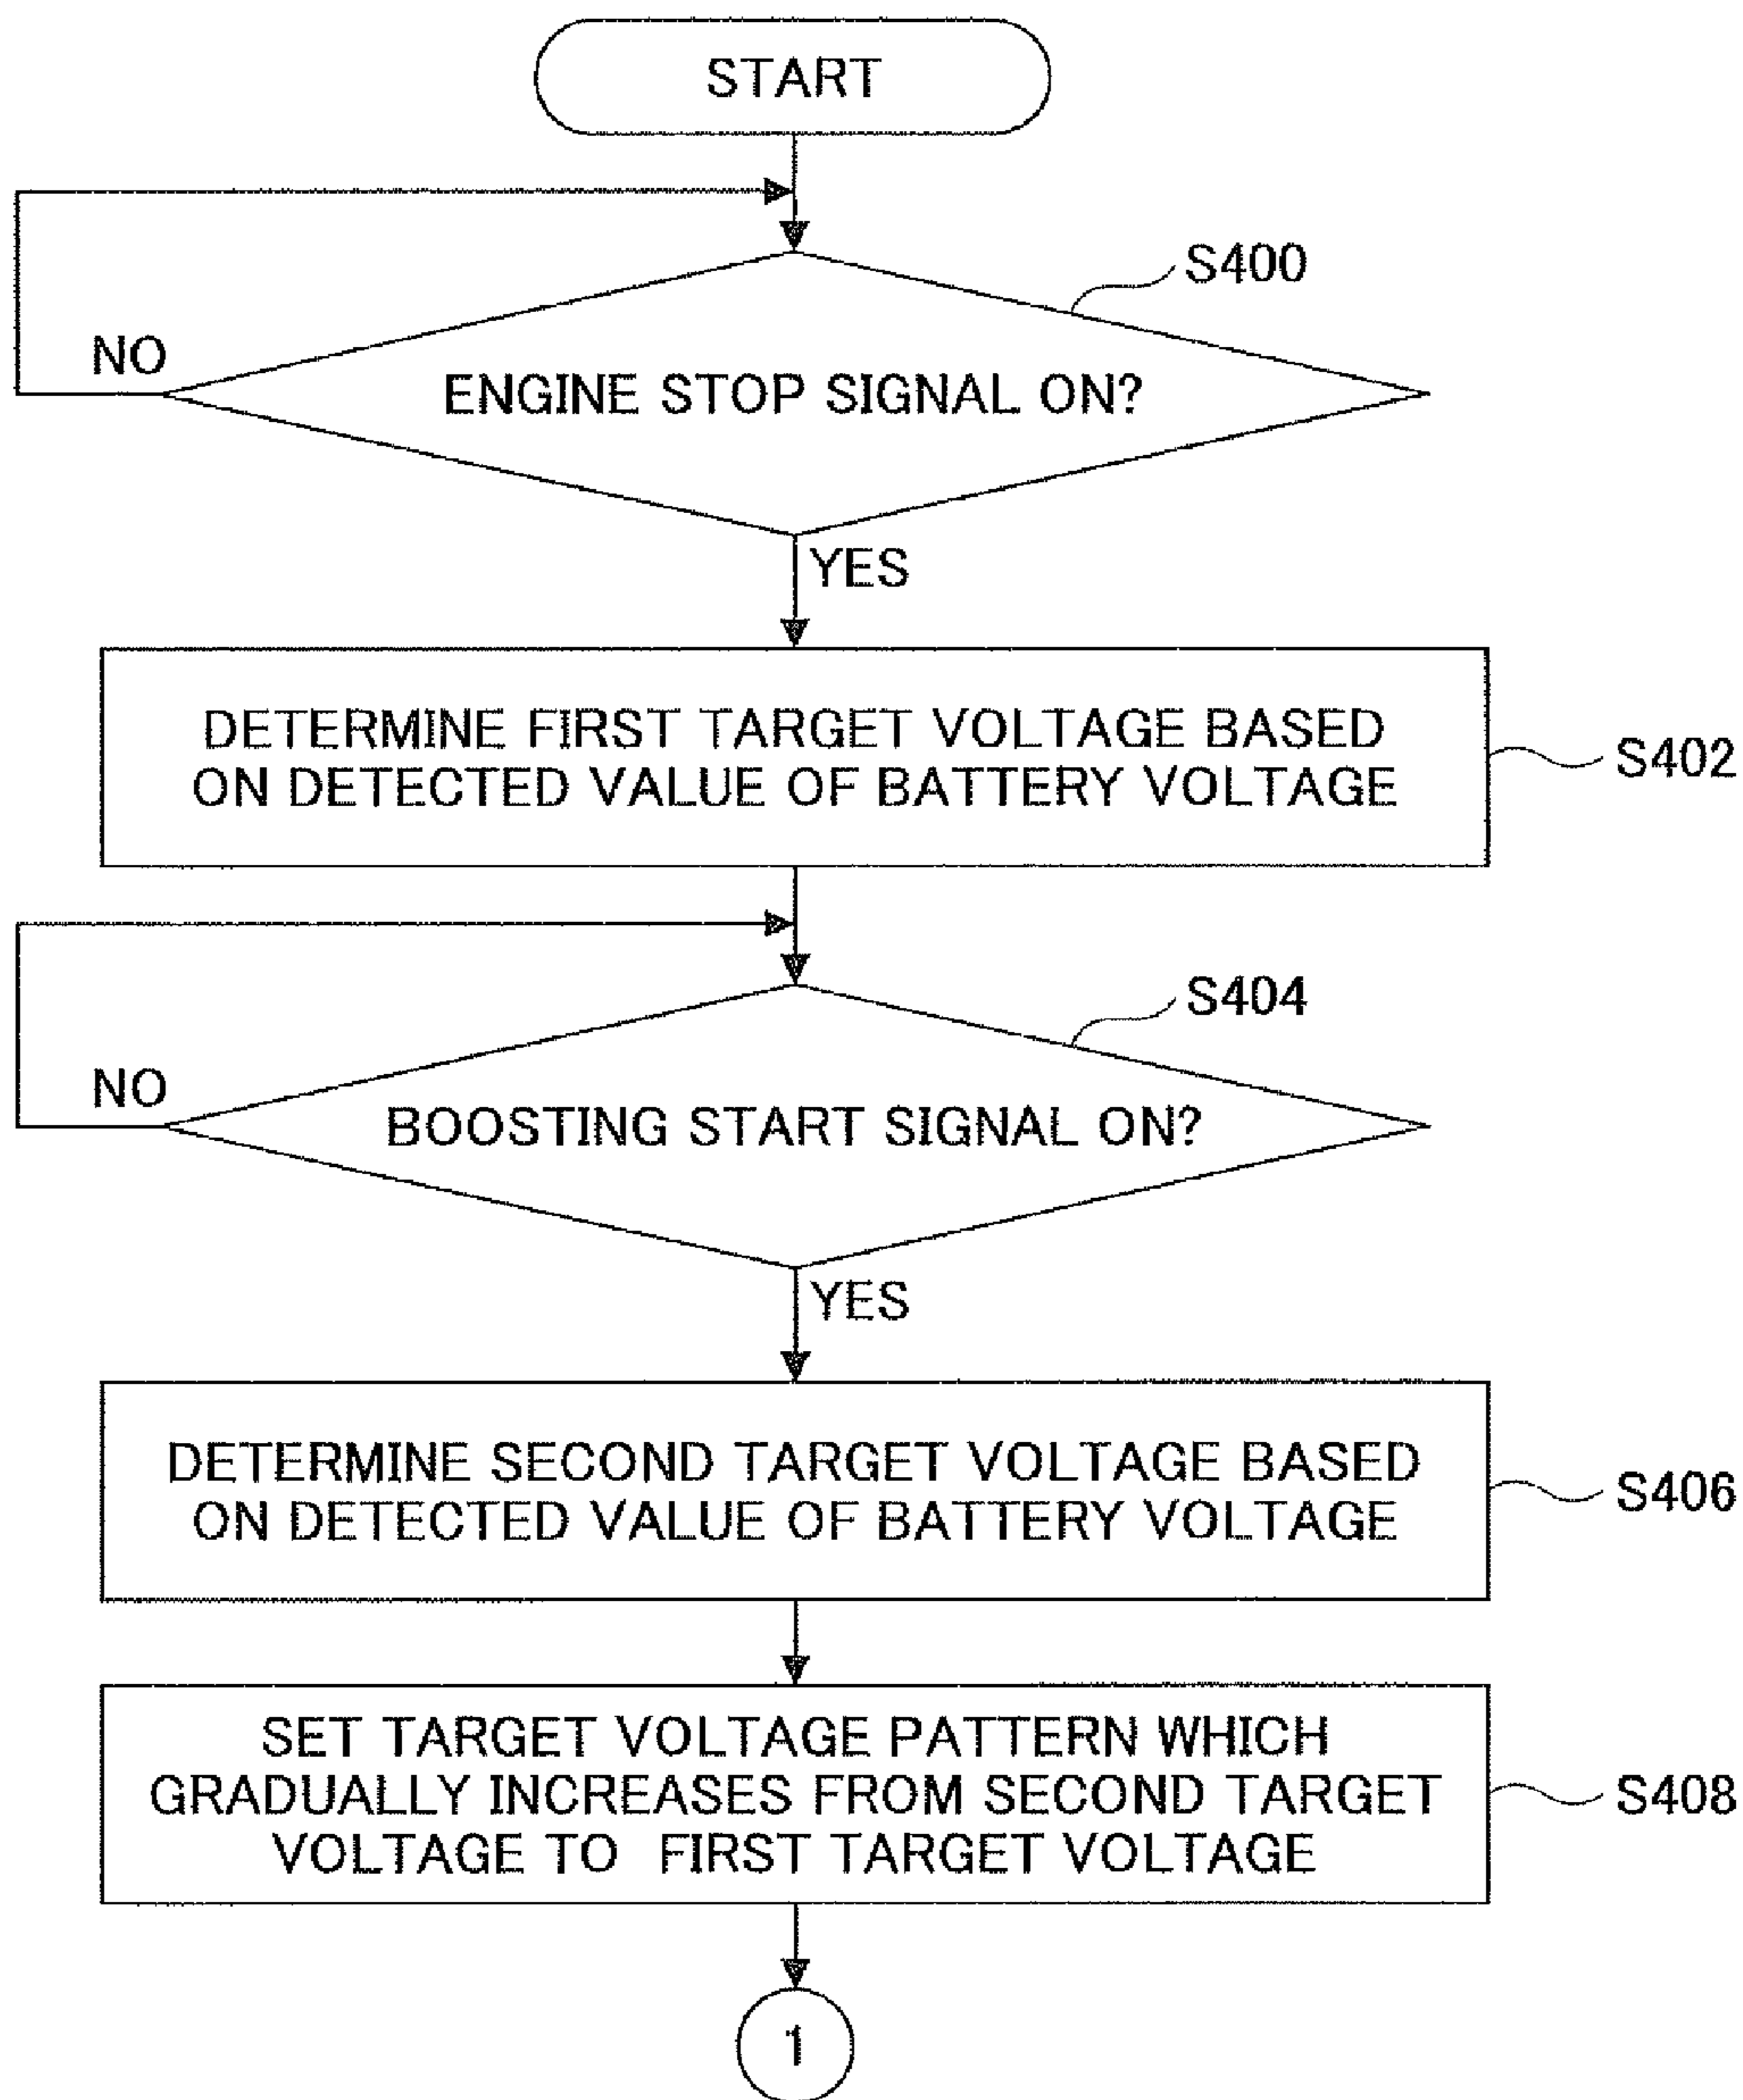 START
S400
NO
ENGINE STOP SIGNAL ON?
YES
DETERMINE FIRST TARGET VOLTAGE BASED
ON DETECTED VALUE OF BATTERY VOLTAGE
S402
S404
NO
BOOSTING START SIGNAL ON?
YES
DETERMINE SECOND TARGET VOLTAGE BASED
ON DETECTED VALUE OF BATTERY VOLTAGE
S406
SET TARGET VOLTAGE PATTERN WHICH
GRADUALLY INCREASES FROM SECOND TARGET
VOLTAGE TO FIRST TARGET VOLTAGE
S408
1